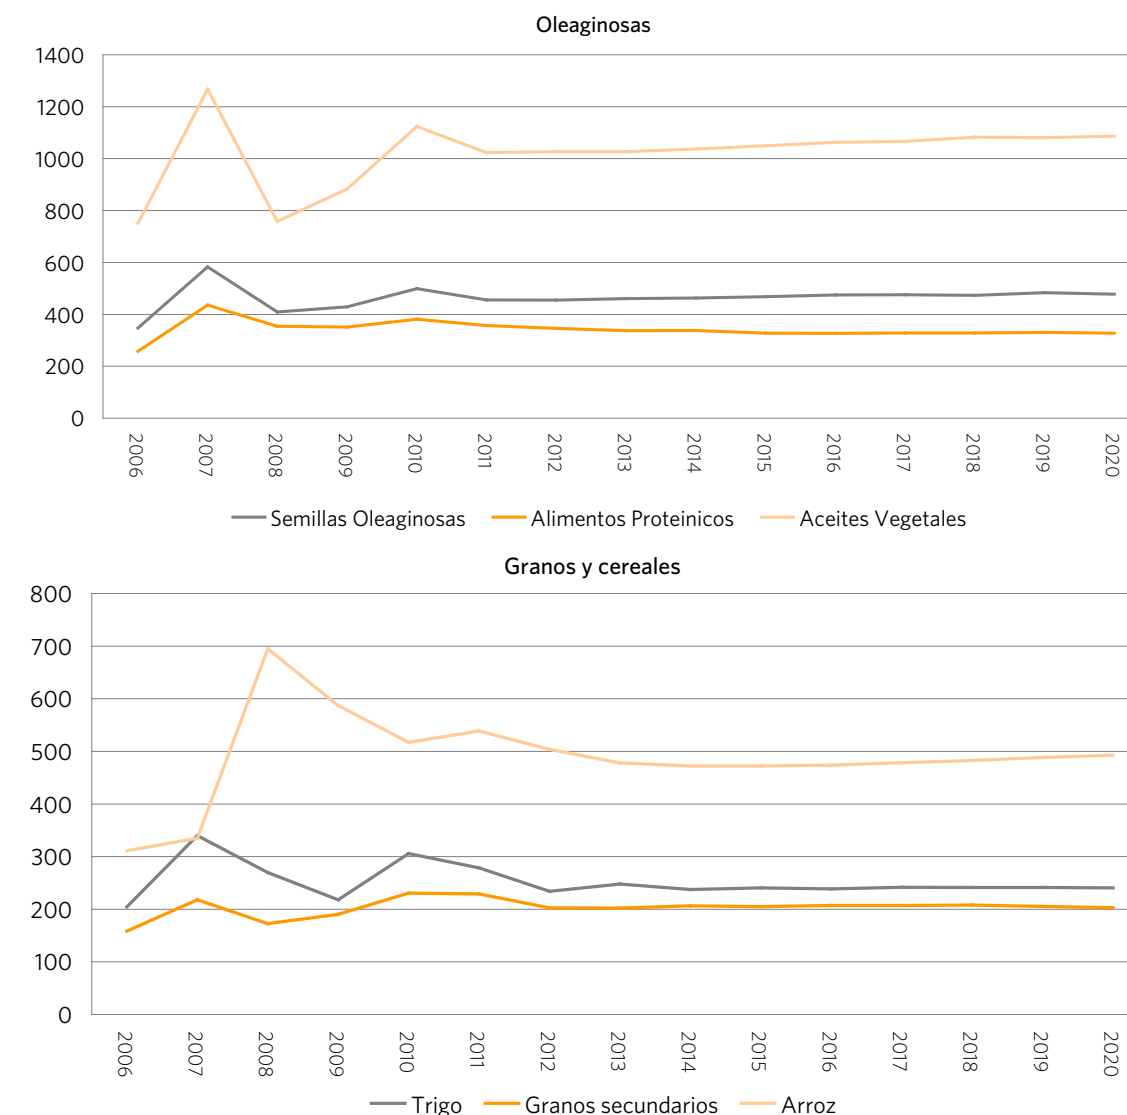 Oleaginosas
1400
1200
1000
800
600
400
200
0
2006 2007 2008 2009 2010 2011 2012 2013 2014 2015 2016 2017 2018 2019 2020
Semillas Oleaginosas Alimentos Proteinicos Aceites Vegetales
Granos y cereales
800
700
600
500
400
300
200
100
0
2006 2007 2008 2009 2010 2011 2012 2013 2014 2015 2016 2017 2018 2019 2020
Trigo Granos secundarios Arroz